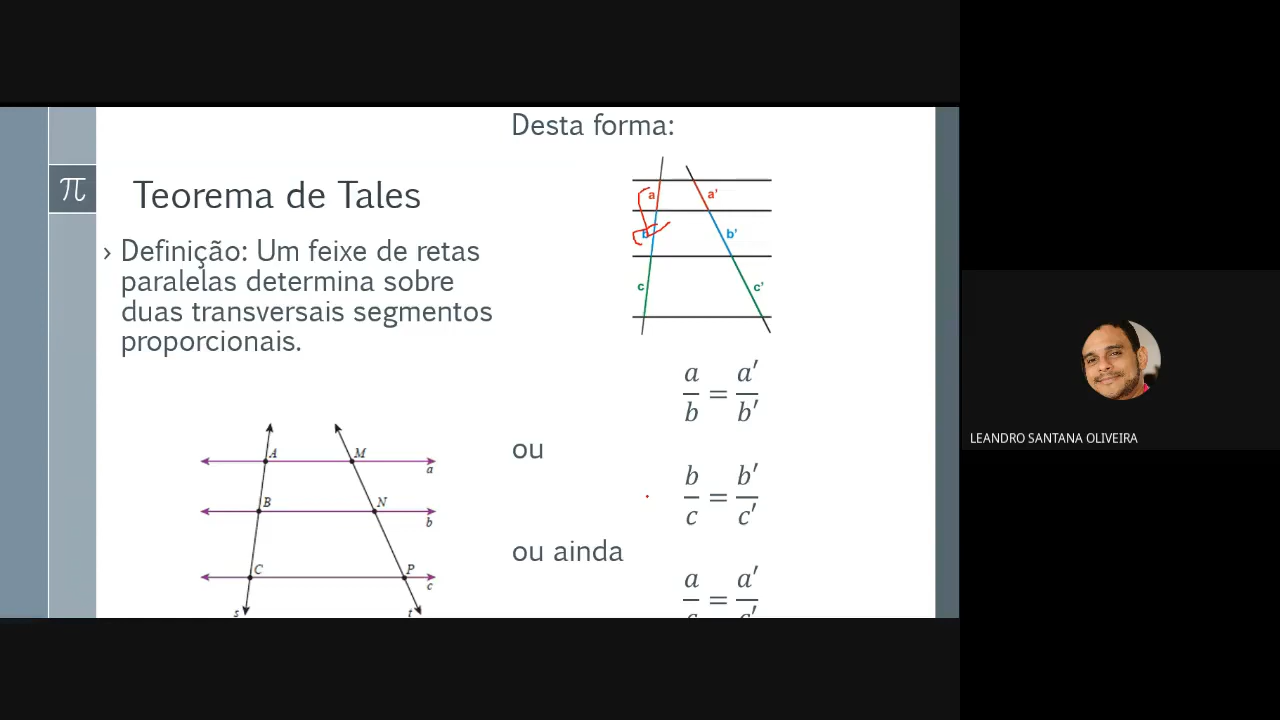 Desta forma:
π
Teorema de Tales
› Definição: Um feixe de retas
paralelas determina sobre
duas transversais segmentos
proporcionais.
a a'
b b'
c c'
a/b = a'/b'
ou
b/c = b'/c'
ou ainda
a/c = a'/c'
A M
a
B N
b
C P
c
s t
LEANDRO SANTANA OLIVEIRA